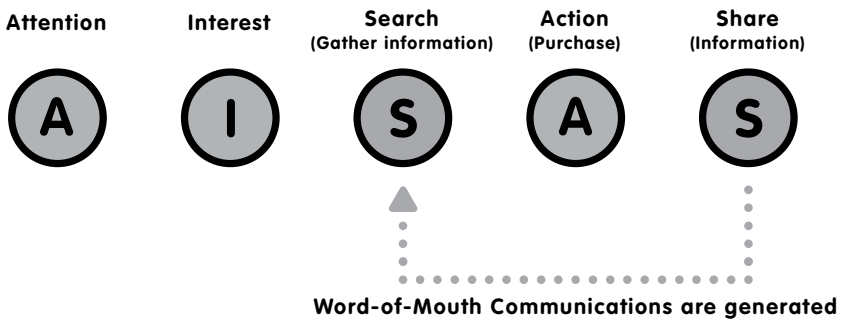 Attention
Interest
Search
(Gather information)
Action
(Purchase)
Share
(Information)
A
I
S
A
S
Word-of-Mouth Communications are generated